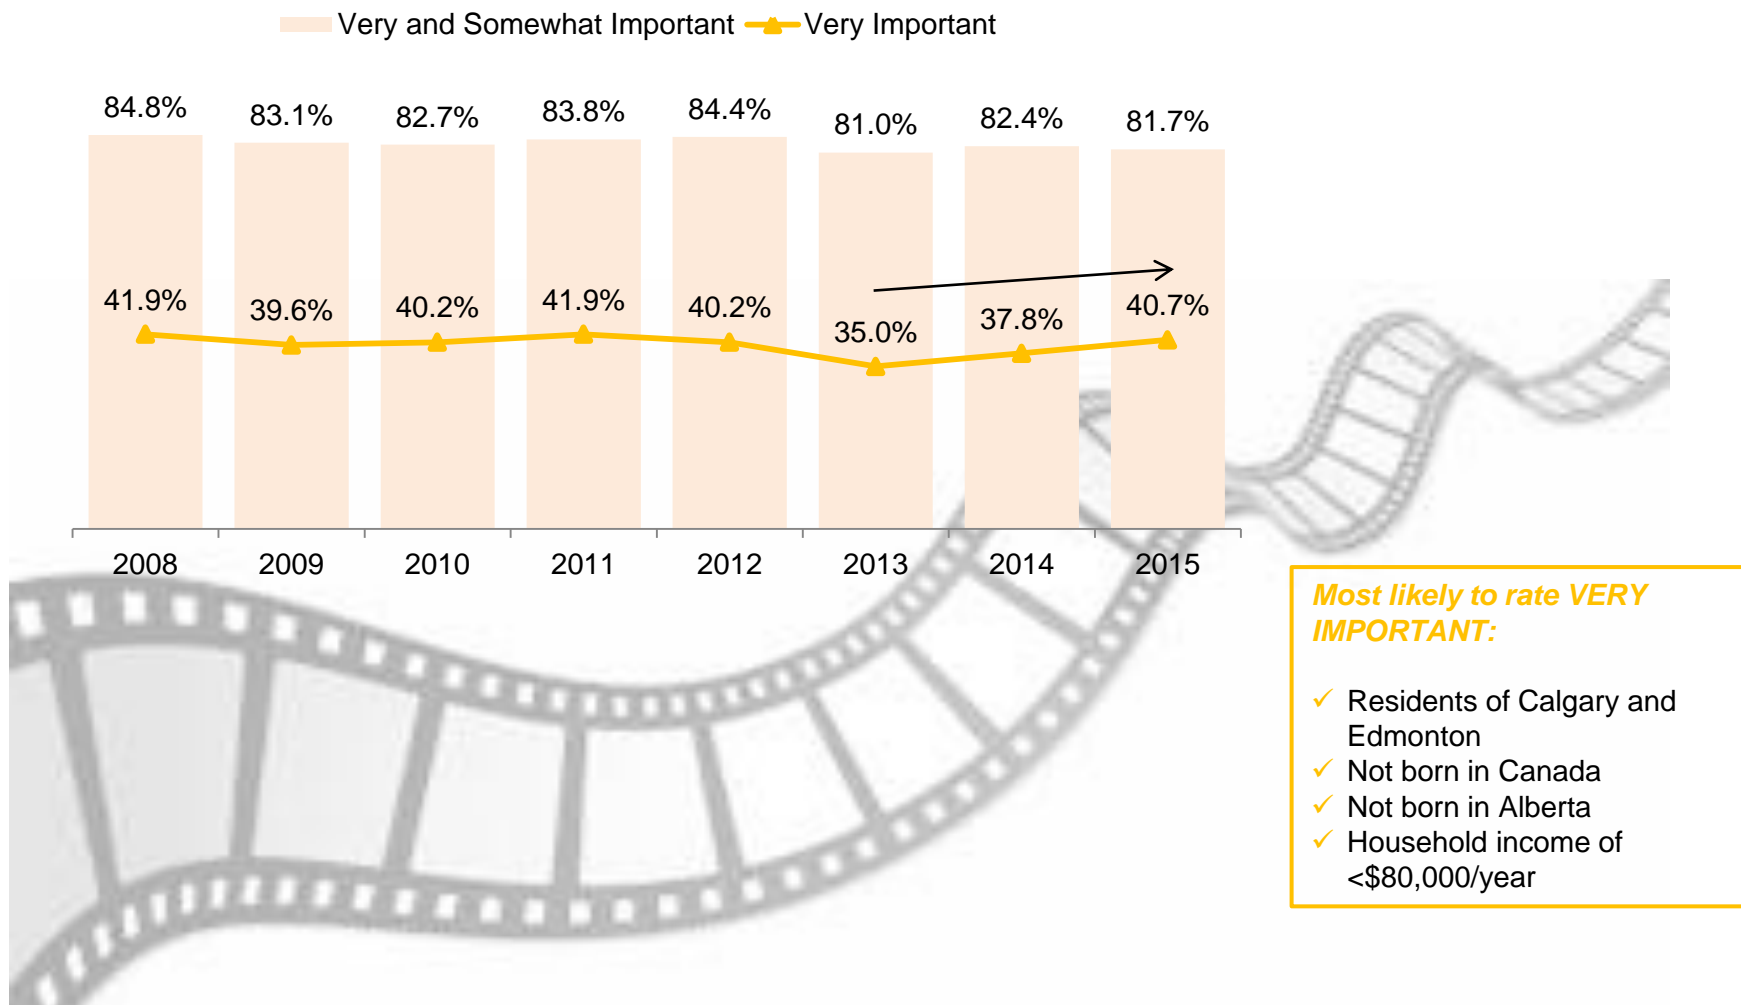 Very and Somewhat Important Very Important
84.8% 83.1% 82.7% 83.8% 84.4% 81.0% 82.4% 81.7%
41.9% 39.6% 40.2% 41.9% 40.2% 35.0% 37.8% 40.7%
2008 2009 2010 2011 2012 2013 2014 2015
Most likely to rate VERY
IMPORTANT:
✓ Residents of Calgary and
Edmonton
✓ Not born in Canada
✓ Not born in Alberta
✓ Household income of
<$80,000/year